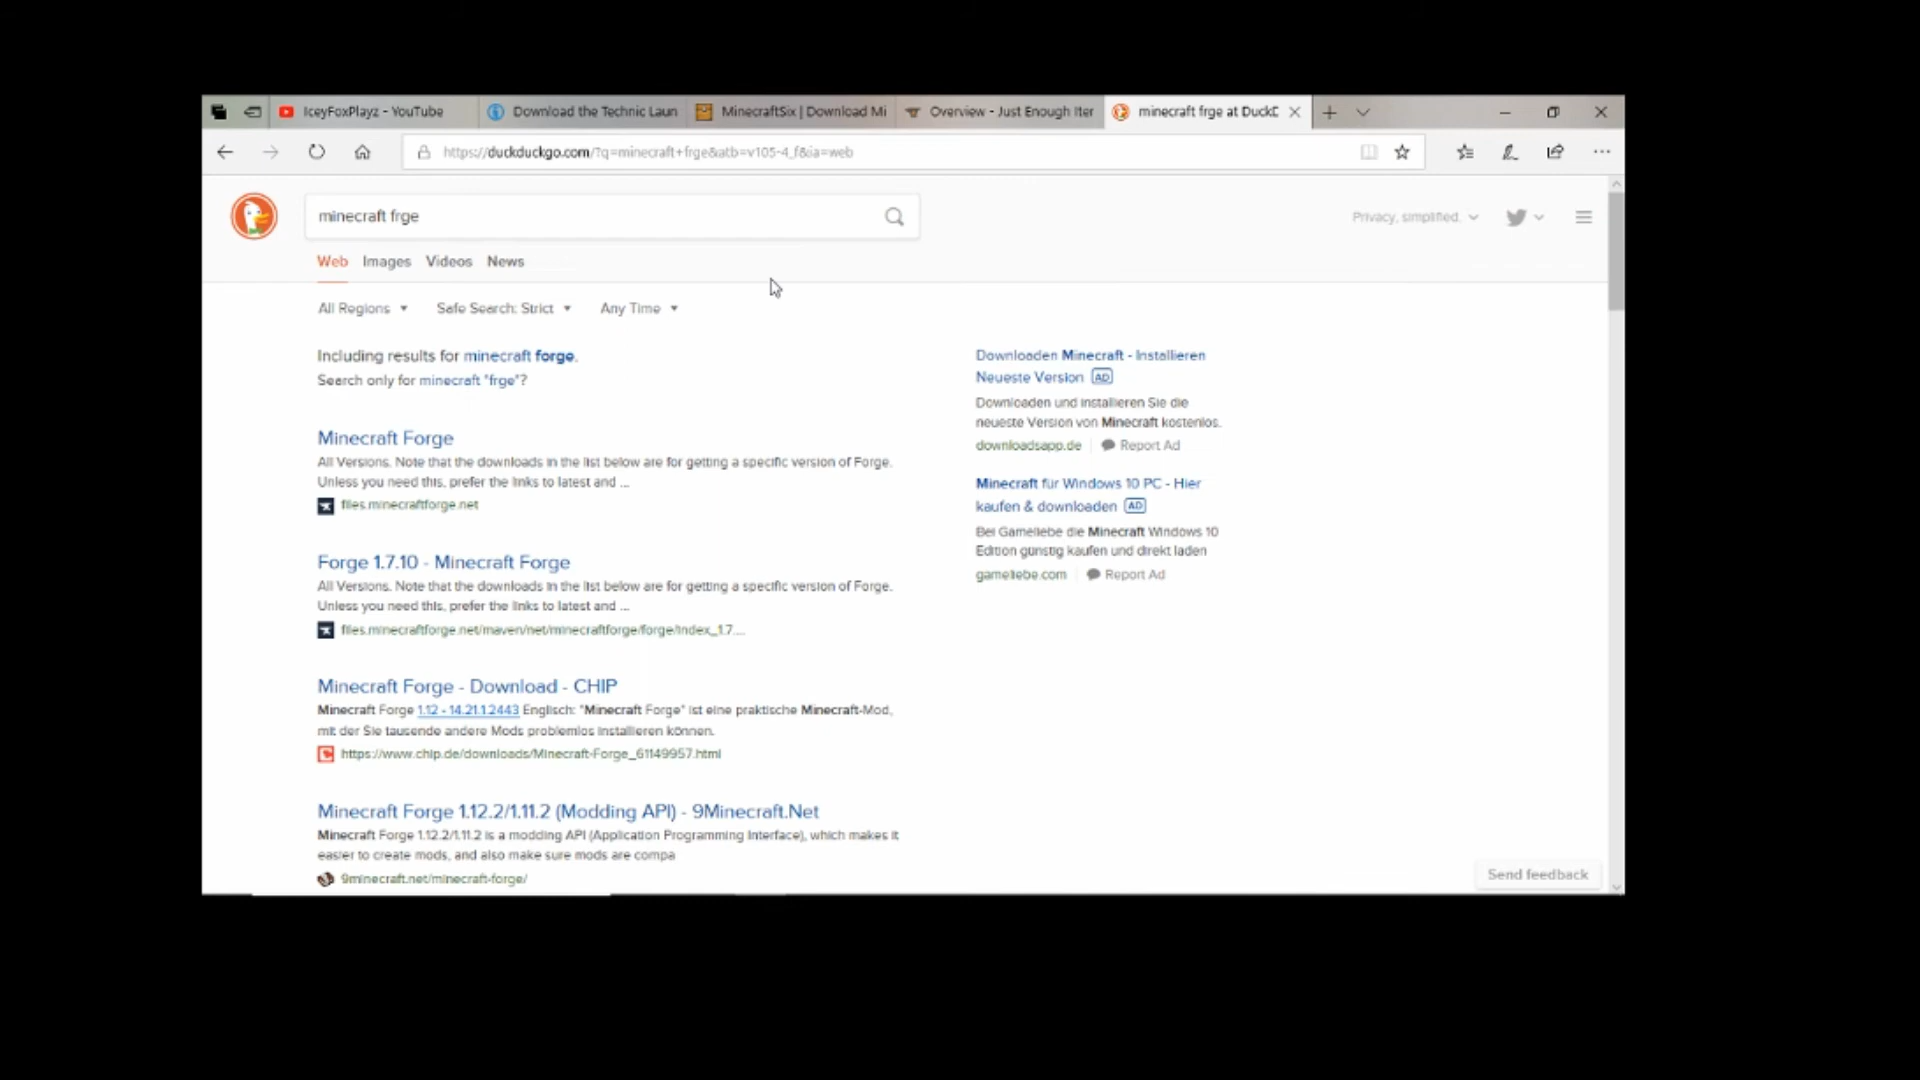 IceyFoxPlayz - YouTube
Download the Technic Laun
MinecraftSix | Download Mi
Overview - Just Enough Iter
minecraft frge at DuckD
https://duckduckgo.com/?q=minecraft+frge&atb=v105-4_f&ia=web
minecraft frge
Privacy, simplified.
Web Images Videos News
All Regions Safe Search: Strict Any Time
Including results for minecraft forge.
Search only for minecraft "frge"?
Minecraft Forge
All Versions. Note that the downloads in the list below are for getting a specific version of Forge.
Unless you need this, prefer the links to latest and ...
files.minecraftforge.net
Forge 1.7.10 - Minecraft Forge
All Versions. Note that the downloads in the list below are for getting a specific version of Forge.
Unless you need this, prefer the links to latest and ...
files.minecraftforge.net/maven/net/minecraftforge/forge/index_1.7....
Minecraft Forge - Download - CHIP
Minecraft Forge 1.12 - 14.21.1.2443 Englisch: "Minecraft Forge" ist eine praktische Minecraft-Mod,
mit der Sie tausende andere Mods problemlos installieren können.
https://www.chip.de/downloads/Minecraft-Forge_61149957.html
Minecraft Forge 1.12.2/1.11.2 (Modding API) - 9Minecraft.Net
Minecraft Forge 1.12.2/1.11.2 is a modding API (Application Programming Interface), which makes it
easier to create mods, and also make sure mods are compa
9minecraft.net/minecraft-forge/
Downloaden Minecraft - Installieren
Neueste Version AD
Downloaden und installieren Sie die
neueste Version von Minecraft kostenlos.
downloadsapp.de Report Ad
Minecraft für Windows 10 PC - Hier
kaufen & downloaden AD
Bei Gameliebe die Minecraft Windows 10
Edition günstig kaufen und direkt laden
gameliebe.com Report Ad
Send feedback